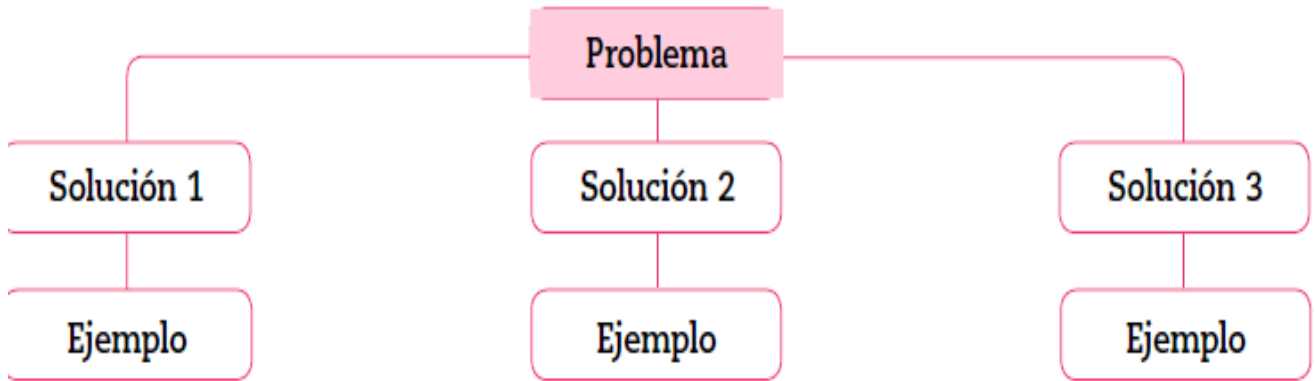 Problema
Solución 1
Solución 2
Solución 3
Ejemplo
Ejemplo
Ejemplo